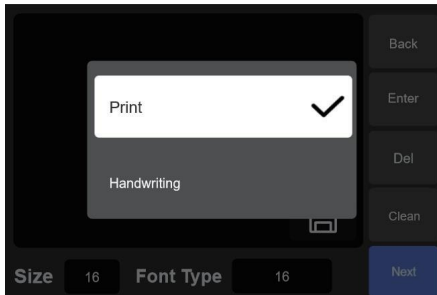 Back
Print
Enter
Del
Handwriting
Clean
Size 16 Font Type 16 Next